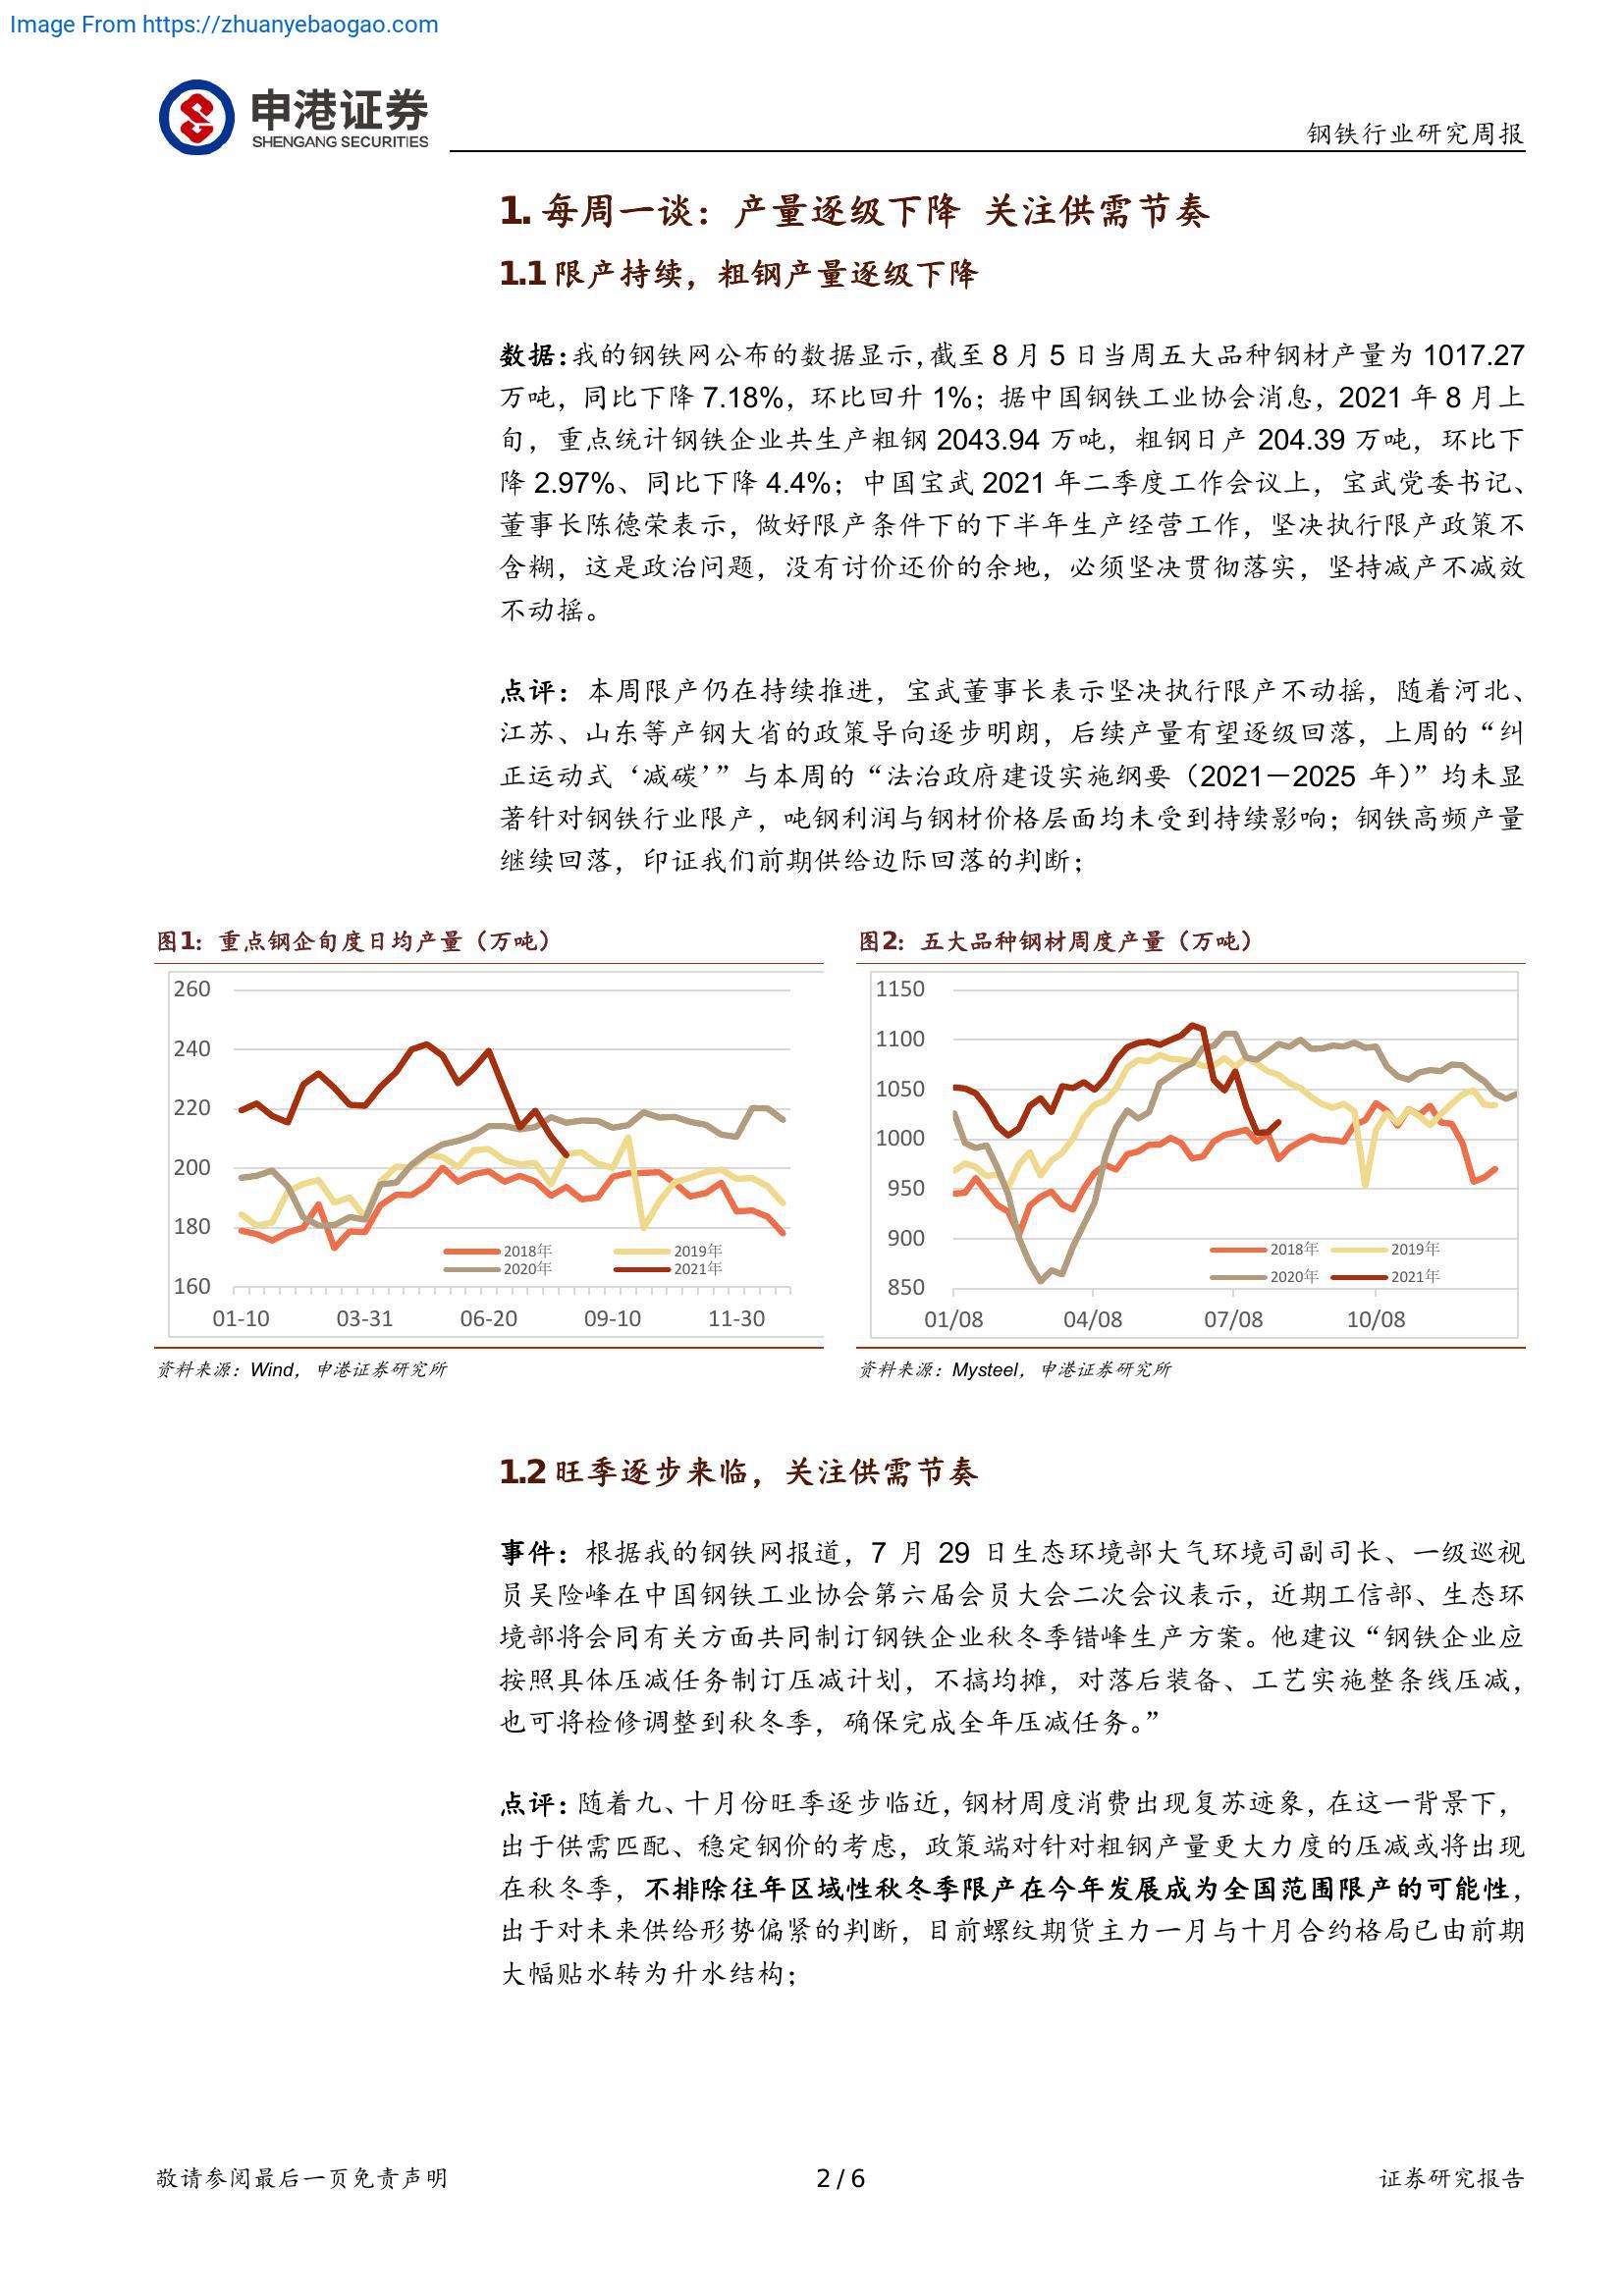 Image From https://zhuanyebaogao.com
申港证券
SHENGANG SECURITIES
钢铁行业研究周报
1. 每周一谈：产量逐级下降 关注供需节奏
1.1 限产持续，粗钢产量逐级下降
数据：我的钢铁网公布的数据显示，截至 8 月 5 日当周五大品种钢材产量为 1017.27
万吨，同比下降 7.18%，环比回升 1%；据中国钢铁工业协会消息，2021 年 8 月上
旬，重点统计钢铁企业共生产粗钢 2043.94 万吨，粗钢日产 204.39 万吨，环比下
降 2.97%、同比下降 4.4%；中国宝武 2021 年二季度工作会议上，宝武党委书记、
董事长陈德荣表示，做好限产条件下的下半年生产经营工作，坚决执行限产政策不
含糊，这是政治问题，没有讨价还价的余地，必须坚决贯彻落实，坚持减产不减效
不动摇。
点评：本周限产仍在持续推进，宝武董事长表示坚决执行限产不动摇，随着河北、
江苏、山东等产钢大省的政策导向逐步明朗，后续产量有望逐级回落，上周的“纠
正运动式‘减碳’”与本周的“法治政府建设实施纲要（2021－2025 年）”均未显
著针对钢铁行业限产，吨钢利润与钢材价格层面均未受到持续影响；钢铁高频产量
继续回落，印证我们前期供给边际回落的判断；
图1：重点钢企旬度日均产量（万吨）
260
240
220
200
180
160
01-10 03-31 06-20 09-10 11-30
2018年 2019年
2020年 2021年
资料来源：Wind，申港证券研究所
图2：五大品种钢材周度产量（万吨）
1150
1100
1050
1000
950
900
850
01/08 04/08 07/08 10/08
2018年 2019年
2020年 2021年
资料来源：Mysteel，申港证券研究所
1.2 旺季逐步来临，关注供需节奏
事件：根据我的钢铁网报道，7 月 29 日生态环境部大气环境司副司长、一级巡视
员吴险峰在中国钢铁工业协会第六届会员大会二次会议表示，近期工信部、生态环
境部将会同有关方面共同制订钢铁企业秋冬季错峰生产方案。他建议“钢铁企业应
按照具体压减任务制订压减计划，不搞均摊，对落后装备、工艺实施整条线压减，
也可将检修调整到秋冬季，确保完成全年压减任务。”
点评：随着九、十月份旺季逐步临近，钢材周度消费出现复苏迹象，在这一背景下，
出于供需匹配、稳定钢价的考虑，政策端对针对粗钢产量更大力度的压减或将出现
在秋冬季，不排除往年区域性秋冬季限产在今年发展成为全国范围限产的可能性，
出于对未来供给形势偏紧的判断，目前螺纹期货主力一月与十月合约格局已由前期
大幅贴水转为升水结构；
敬请参阅最后一页免责声明
2 / 6
证券研究报告